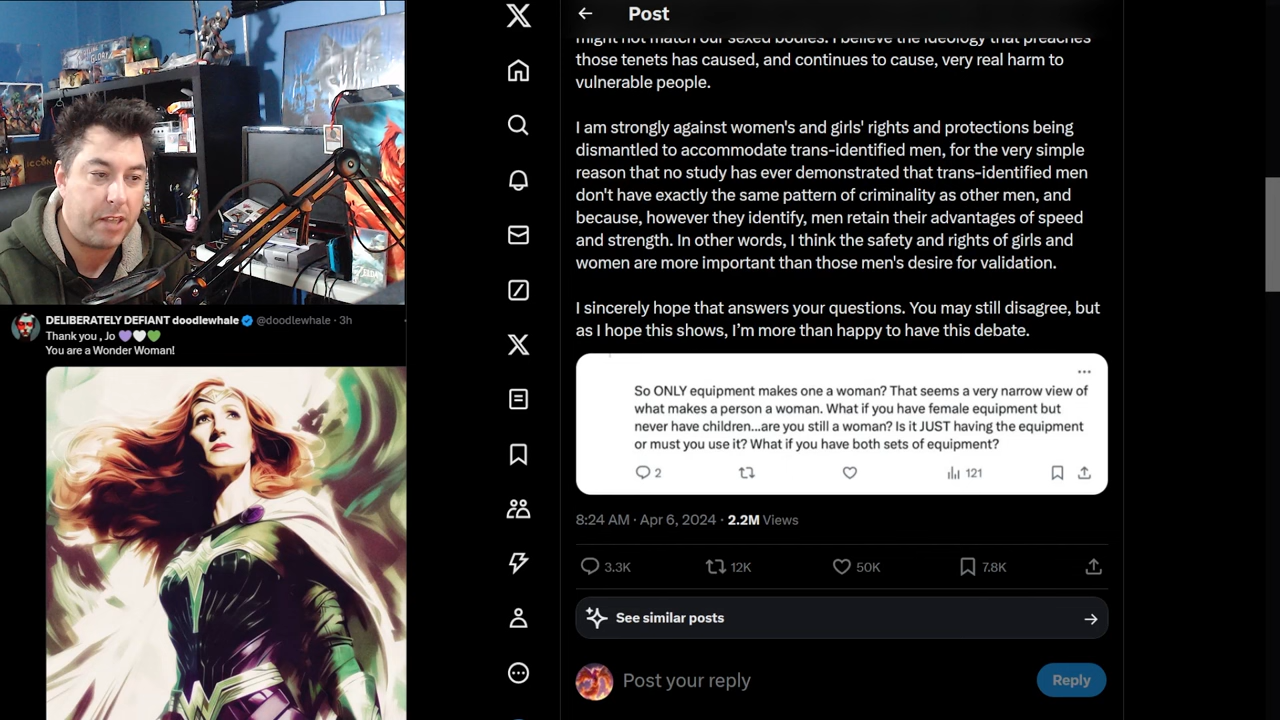 Post
might not match our sexed bodies. I believe the ideology that preaches
those tenets has caused, and continues to cause, very real harm to
vulnerable people.
I am strongly against women's and girls' rights and protections being
dismantled to accommodate trans-identified men, for the very simple
reason that no study has ever demonstrated that trans-identified men
don't have exactly the same pattern of criminality as other men, and
because, however they identify, men retain their advantages of speed
and strength. In other words, I think the safety and rights of girls and
women are more important than those men's desire for validation.
I sincerely hope that answers your questions. You may still disagree, but
as I hope this shows, I’m more than happy to have this debate.
So ONLY equipment makes one a woman? That seems a very narrow view of
what makes a person a woman. What if you have female equipment but
never have children...are you still a woman? Is it JUST having the equipment
or must you use it? What if you have both sets of equipment?
2
121
8:24 AM · Apr 6, 2024 · 2.2M Views
3.3K
12K
50K
7.8K
See similar posts
Post your reply
Reply
DELIBERATELY DEFIANT doodlewhale @doodlewhale · 3h
Thank you , Jo 💜🤍💚
You are a Wonder Woman!
GLORY
ICCON
ZELDA